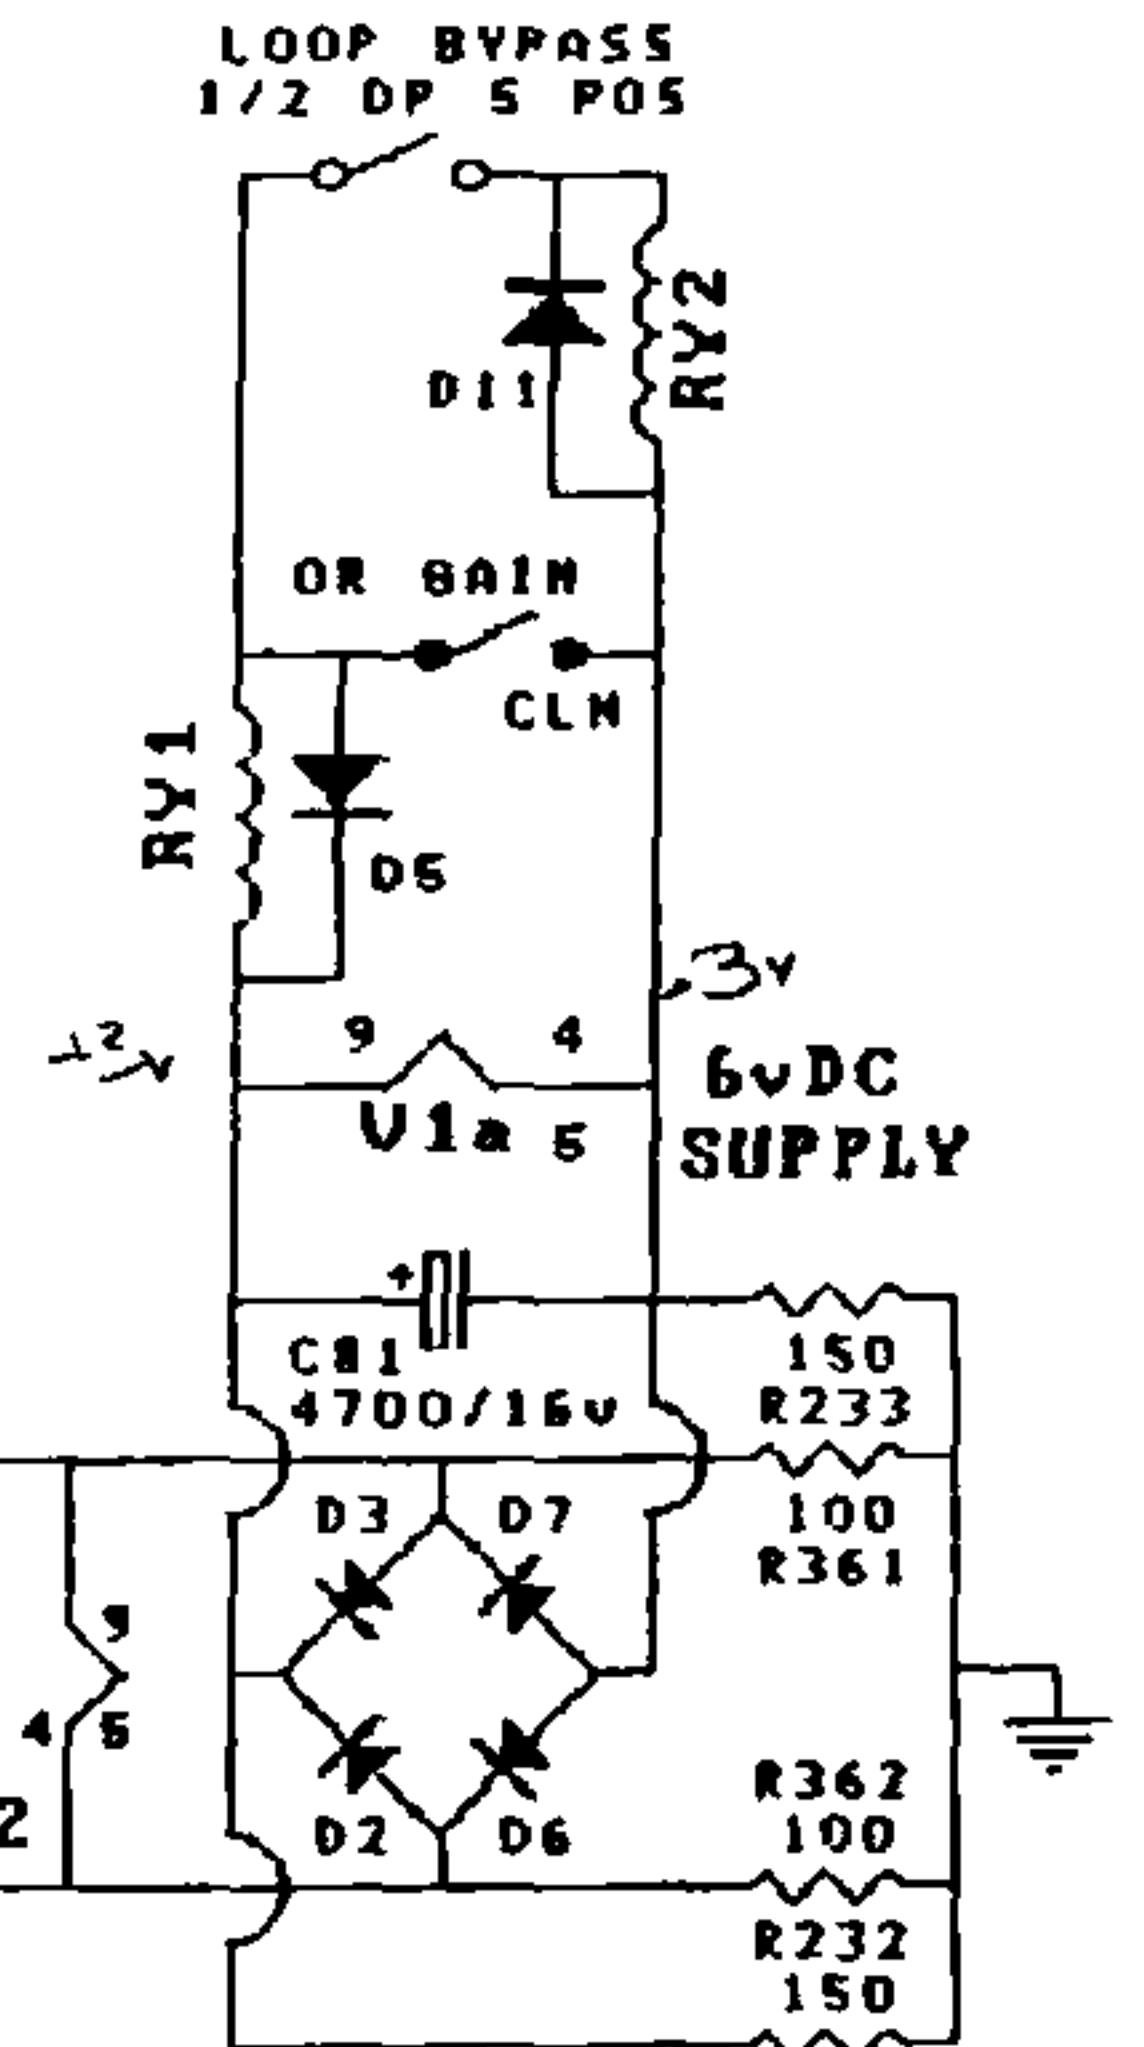 LOOP BYPASS
1/2 DP 5 POS
RY2
D11
OR GAIN
CLN
RY1
D5
3v
9 4
6vDC
V1a 5
SUPPLY
+
C81
150
4700/16v
R233
D3 D7
100
R361
9
4 5
R362
2
100
D2 D6
R232
150